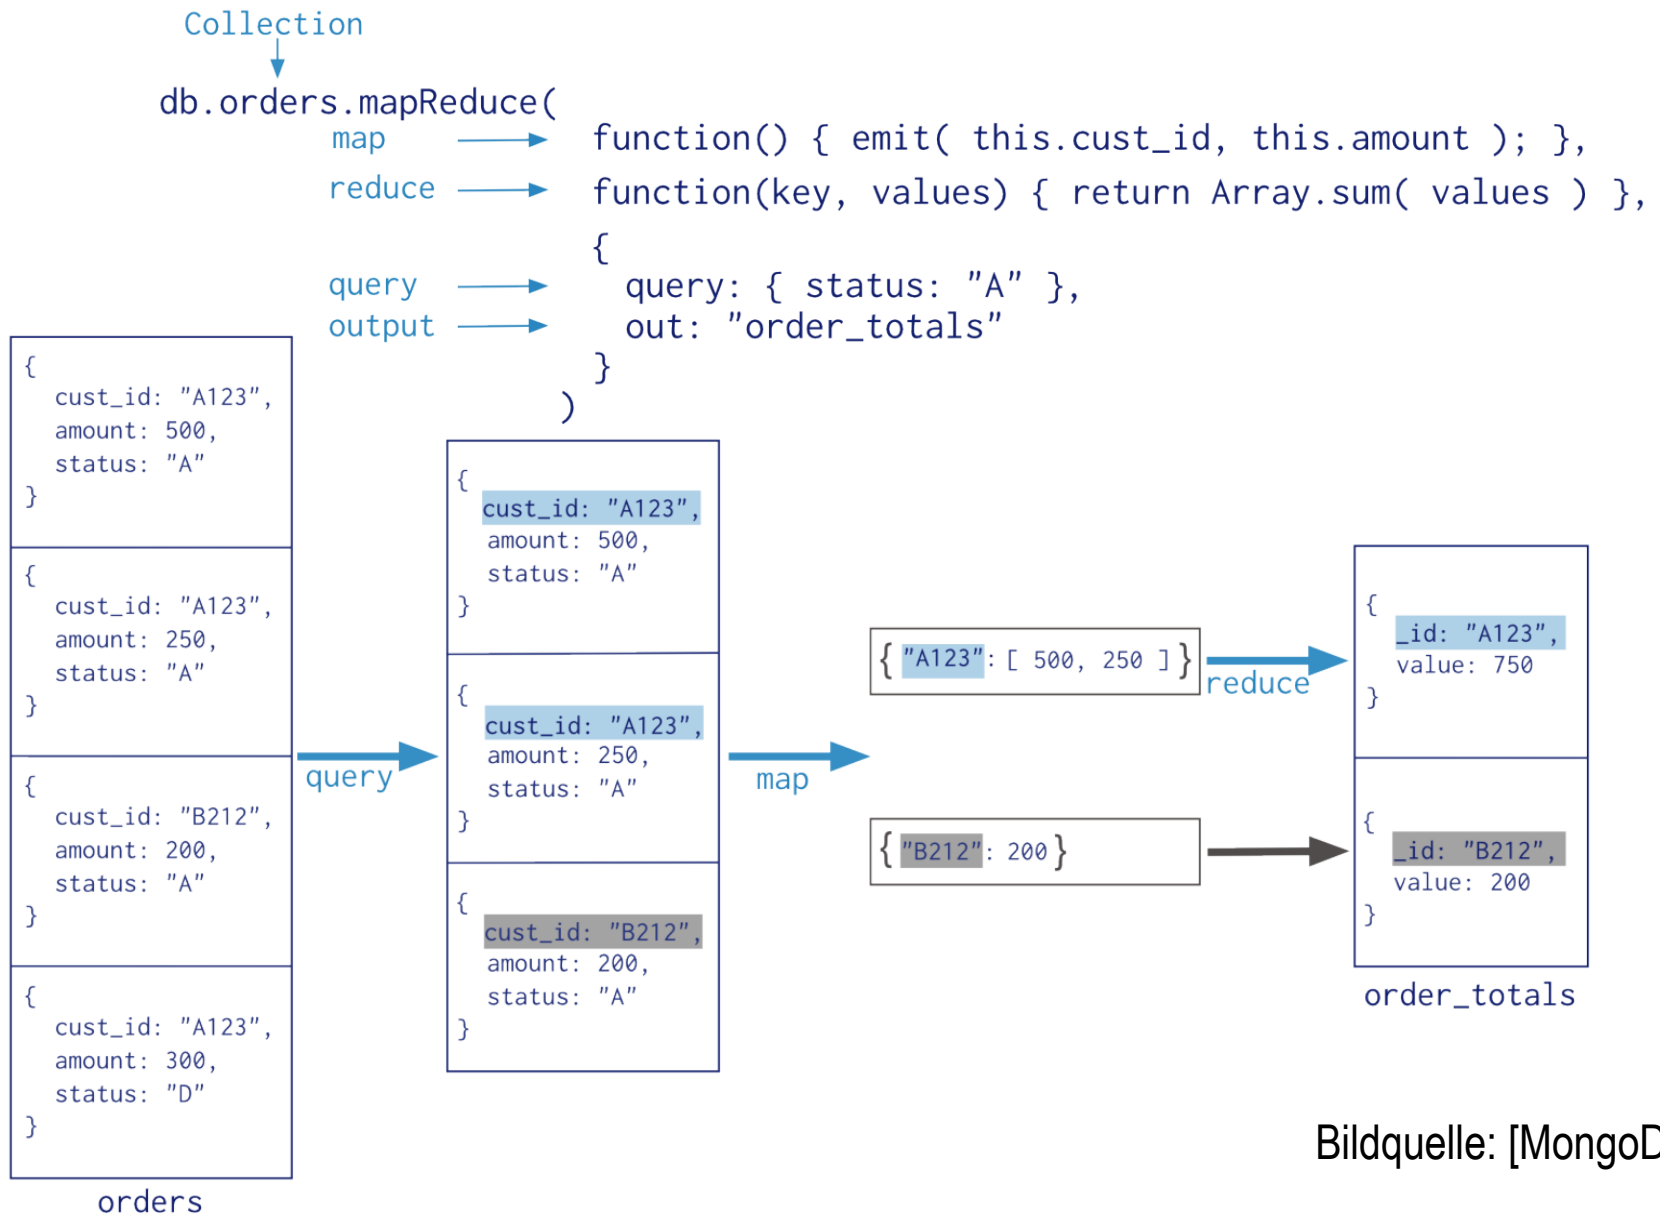 Collection
db.orders.mapReduce(
map
function() { emit( this.cust_id, this.amount ); },
reduce
function(key, values) { return Array.sum( values ) },
{
query
query: { status: "A" },
output
out: "order_totals"
}
)
{
cust_id: "A123",
amount: 500,
status: "A"
}
{
cust_id: "A123",
amount: 250,
status: "A"
}
{
cust_id: "B212",
amount: 200,
status: "A"
}
{
cust_id: "A123",
amount: 300,
status: "D"
}
orders
query
{
cust_id: "A123",
amount: 500,
status: "A"
}
{
cust_id: "A123",
amount: 250,
status: "A"
}
{
cust_id: "B212",
amount: 200,
status: "A"
}
map
{ "A123": [ 500, 250 ] }
{ "B212": 200 }
reduce
{
_id: "A123",
value: 750
}
{
_id: "B212",
value: 200
}
order_totals
Bildquelle: [MongoD